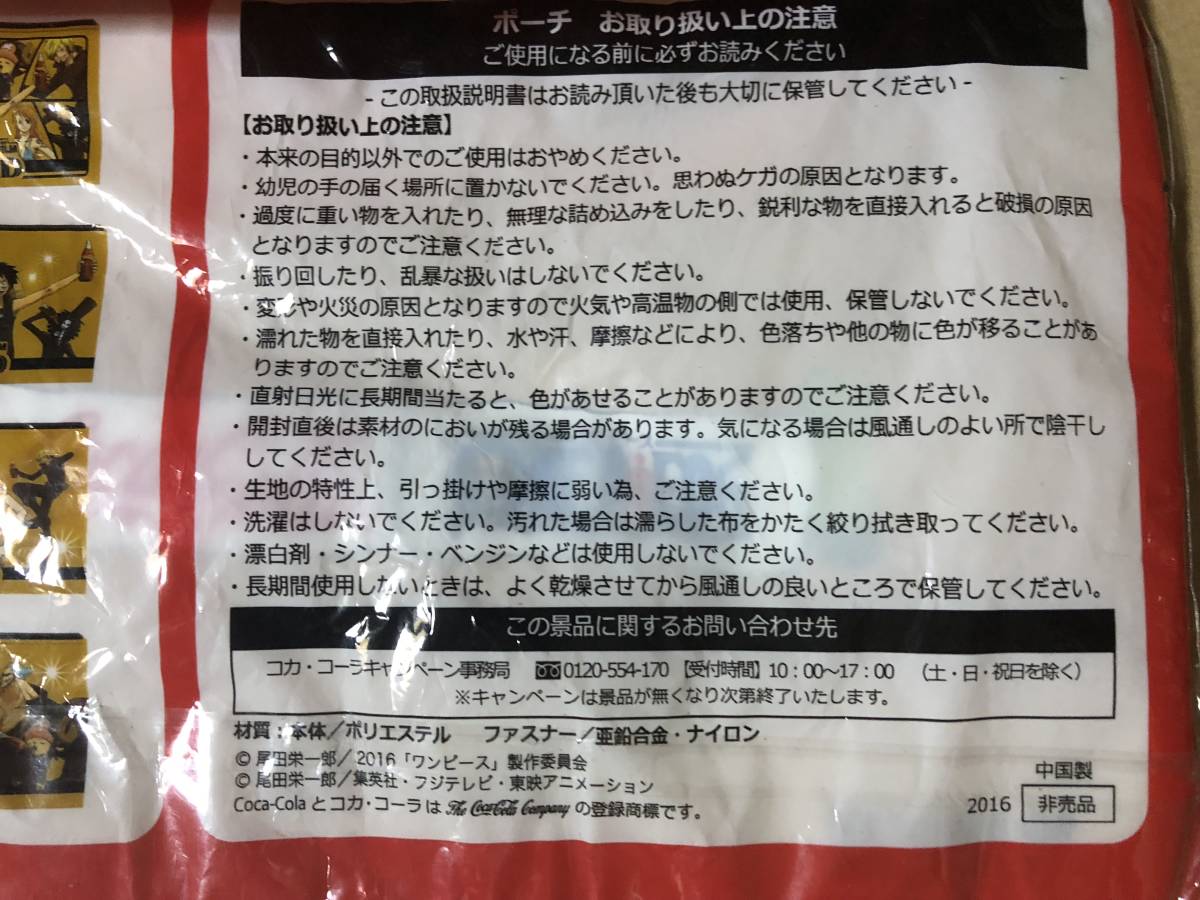 ポーチ　お取り扱い上の注意
ご使用になる前に必ずお読みください
- この取扱説明書はお読み頂いた後も大切に保管してください -
【お取り扱い上の注意】
・本来の目的以外でのご使用はおやめください。
・幼児の手の届く場所に置かないでください。思わぬケガの原因となります。
・過度に重い物を入れたり、無理な詰め込みをしたり、鋭利な物を直接入れると破損の原因
となりますのでご注意ください。
・振り回したり、乱暴な扱いはしないでください。
・変形や火災の原因となりますので火気や高温物の側では使用、保管しないでください。
・濡れた物を直接入れたり、水や汗、摩擦などにより、色落ちや他の物に色が移ることがあ
りますのでご注意ください。
・直射日光に長期間当たると、色があせることがありますのでご注意ください。
・開封直後は素材のにおいが残る場合があります。気になる場合は風通しのよい所で陰干し
してください。
・生地の特性上、引っ掛けや摩擦に弱い為、ご注意ください。
・洗濯はしないでください。汚れた場合は濡らした布をかたく絞り拭き取ってください。
・漂白剤・シンナー・ベンジンなどは使用しないでください。
・長期間使用しないときは、よく乾燥させてから風通しの良いところで保管してください。
この景品に関するお問い合わせ先
コカ・コーラキャンペーン事務局　0120-554-170 【受付時間】10：00～17：00　（土・日・祝日を除く）
※キャンペーンは景品が無くなり次第終了いたします。
材質：本体／ポリエステル　ファスナー／亜鉛合金・ナイロン
© 尾田栄一郎／2016「ワンピース」製作委員会
© 尾田栄一郎／集英社・フジテレビ・東映アニメーション
Coca-Colaとコカ・コーラは The Coca-Cola Company の登録商標です。
中国製
2016 非売品